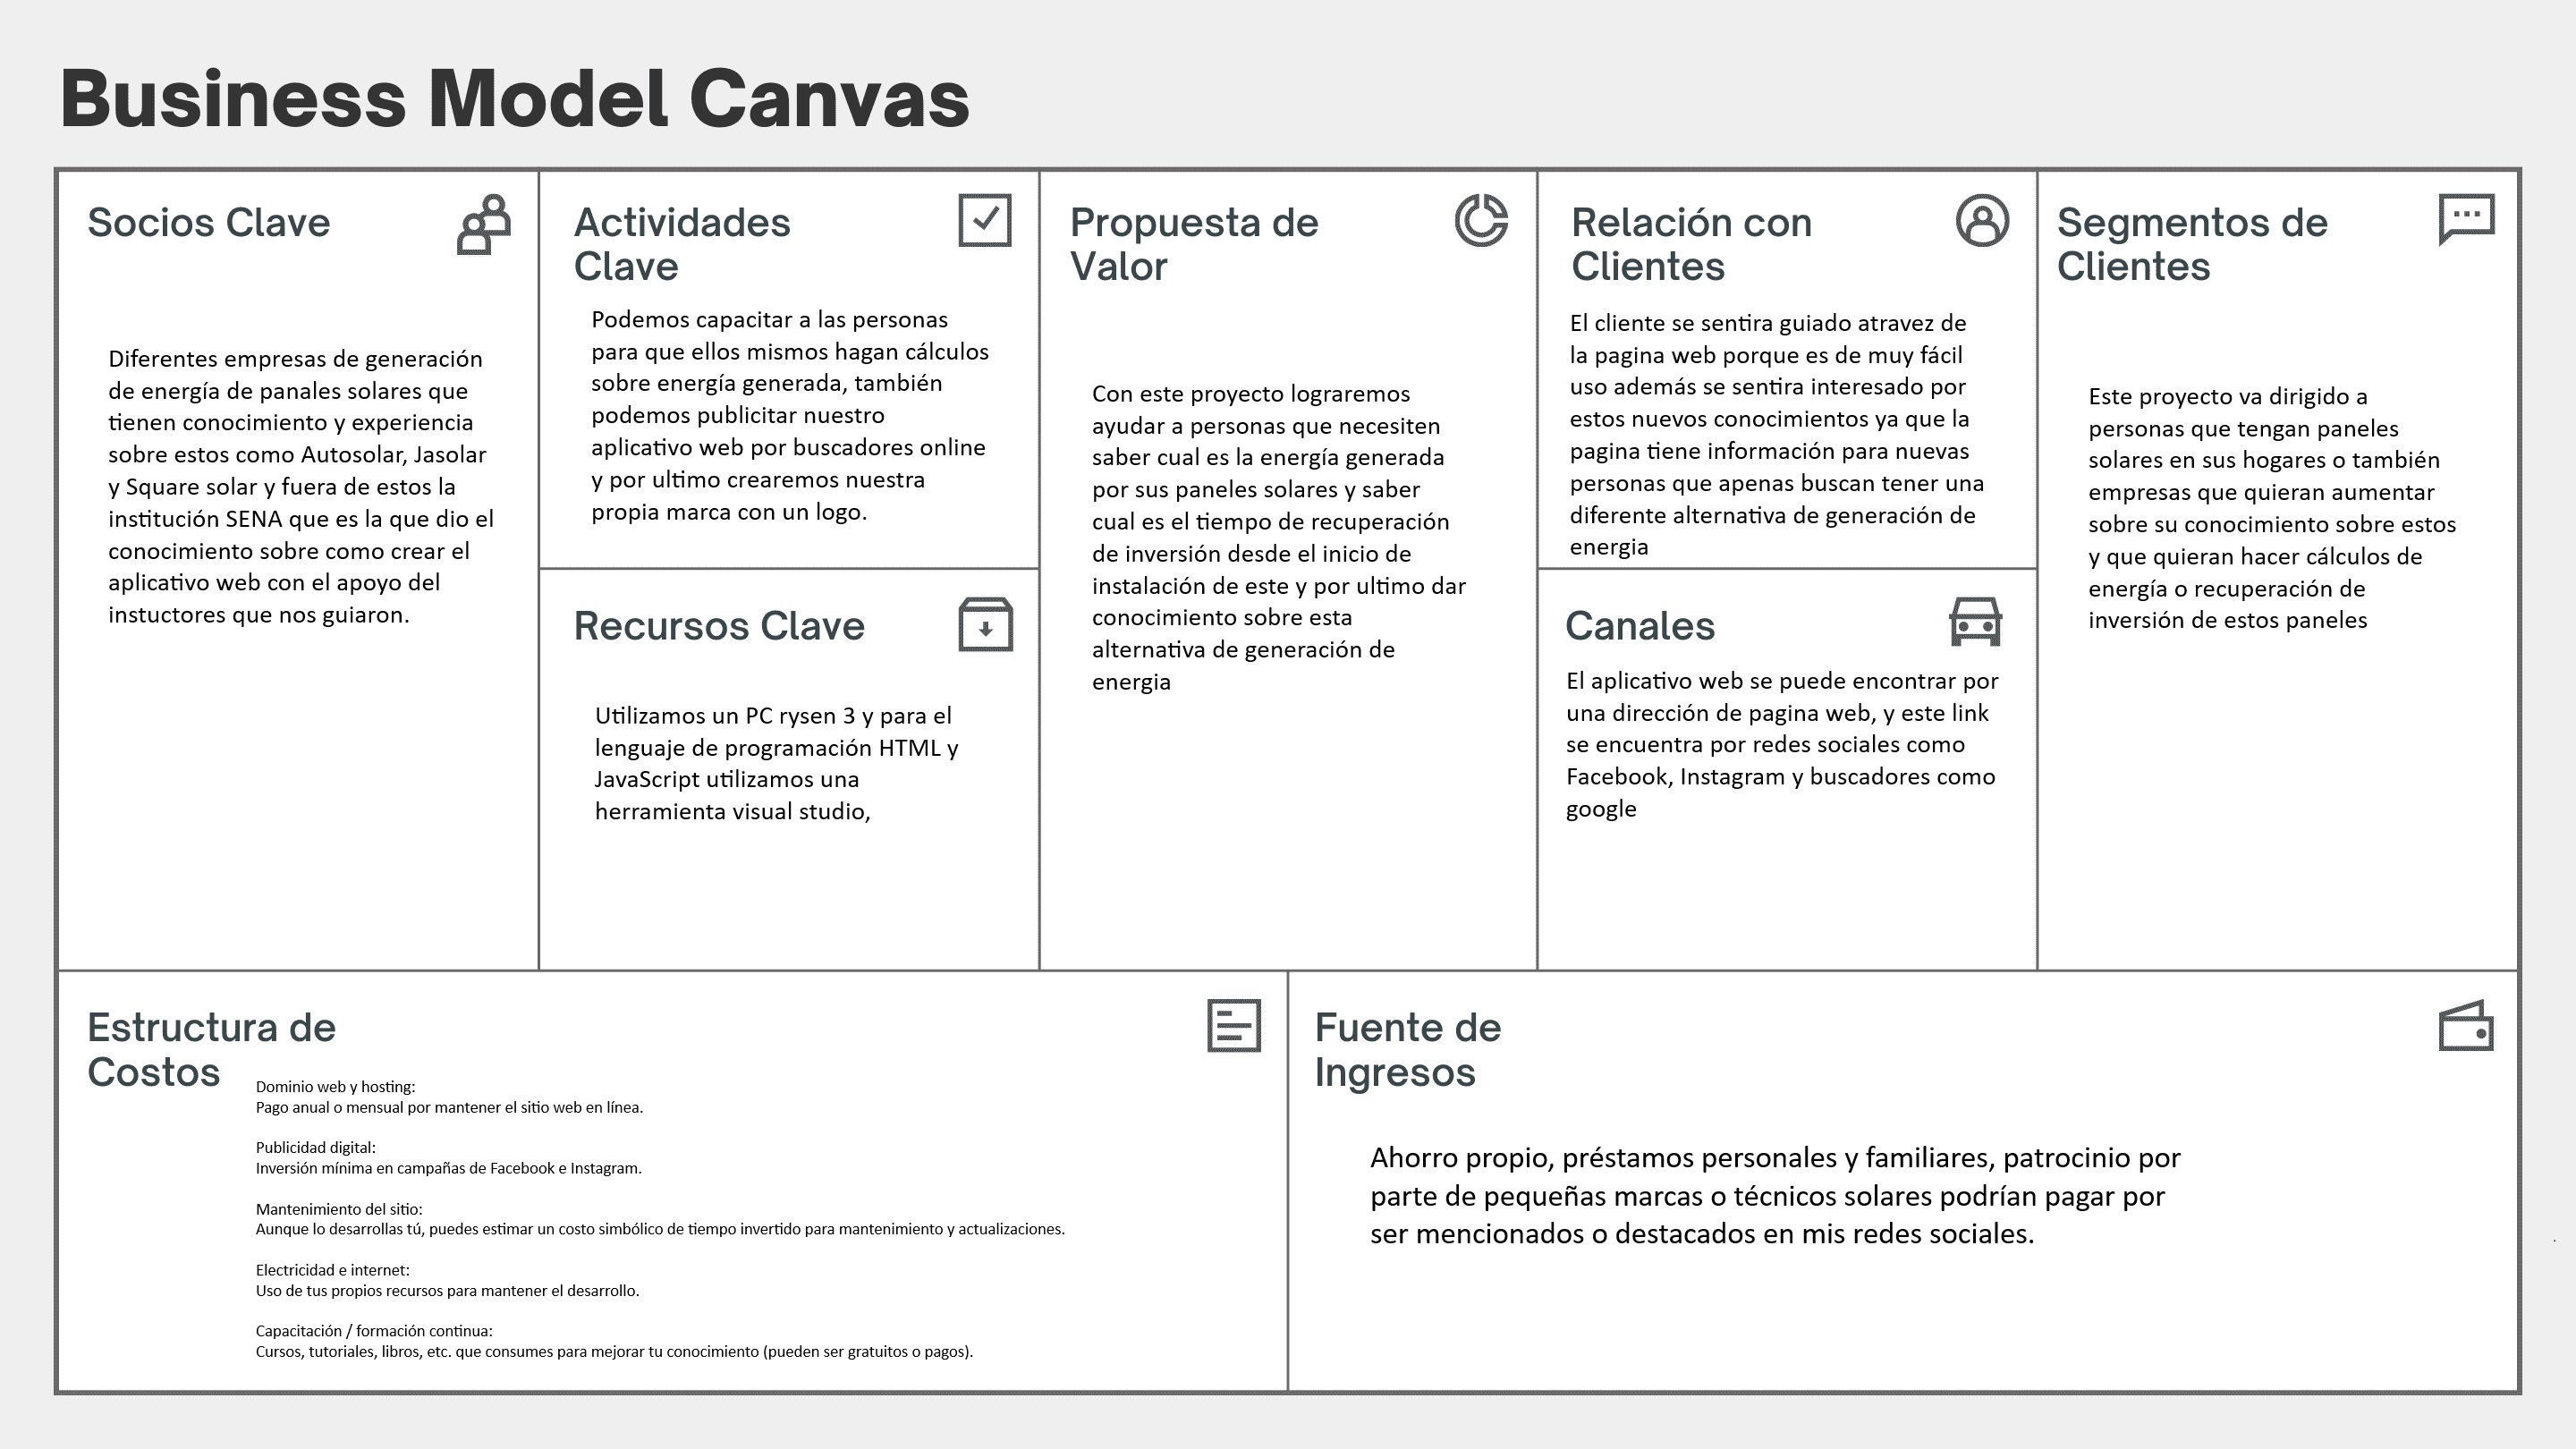 Business Model Canvas
Socios Clave
Diferentes empresas de generación
de energía de panales solares que
tienen conocimiento y experiencia
sobre estos como Autosolar, Jasolar
y Square solar y fuera de estos la
institución SENA que es la que dio el
conocimiento sobre como crear el
aplicativo web con el apoyo del
instuctores que nos guiaron.
Actividades
Clave
Podemos capacitar a las personas
para que ellos mismos hagan cálculos
sobre energía generada, también
podemos publicitar nuestro
aplicativo web por buscadores online
y por ultimo crearemos nuestra
propia marca con un logo.
Recursos Clave
Utilizamos un PC rysen 3 y para el
lenguaje de programación HTML y
JavaScript utilizamos una
herramienta visual studio,
Propuesta de
Valor
Con este proyecto lograremos
ayudar a personas que necesiten
saber cual es la energía generada
por sus paneles solares y saber
cual es el tiempo de recuperación
de inversión desde el inicio de
instalación de este y por ultimo dar
conocimiento sobre esta
alternativa de generación de
energia
Relación con
Clientes
El cliente se sentira guiado atravez de
la pagina web porque es de muy fácil
uso además se sentira interesado por
estos nuevos conocimientos ya que la
pagina tiene información para nuevas
personas que apenas buscan tener una
diferente alternativa de generación de
energia
Canales
El aplicativo web se puede encontrar por
una dirección de pagina web, y este link
se encuentra por redes sociales como
Facebook, Instagram y buscadores como
google
Segmentos de
Clientes
Este proyecto va dirigido a
personas que tengan paneles
solares en sus hogares o también
empresas que quieran aumentar
sobre su conocimiento sobre estos
y que quieran hacer cálculos de
energía o recuperación de
inversión de estos paneles
Estructura de
Costos
Dominio web y hosting:
Pago anual o mensual por mantener el sitio web en línea.
Publicidad digital:
Inversión mínima en campañas de Facebook e Instagram.
Mantenimiento del sitio:
Aunque lo desarrollas tú, puedes estimar un costo simbólico de tiempo invertido para mantenimiento y actualizaciones.
Electricidad e internet:
Uso de tus propios recursos para mantener el desarrollo.
Capacitación / formación continua:
Cursos, tutoriales, libros, etc. que consumes para mejorar tu conocimiento (pueden ser gratuitos o pagos).
Fuente de
Ingresos
Ahorro propio, préstamos personales y familiares, patrocinio por
parte de pequeñas marcas o técnicos solares podrían pagar por
ser mencionados o destacados en mis redes sociales.